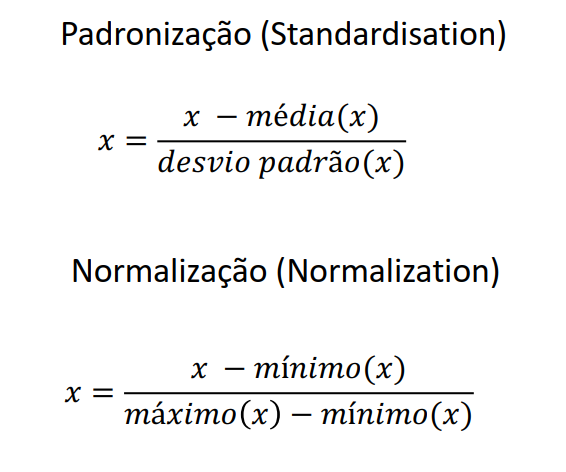 Padronização (Standardisation)
x = x − média(x) / desvio padrão(x)
Normalização (Normalization)
x = x − mínimo(x) / máximo(x) − mínimo(x)